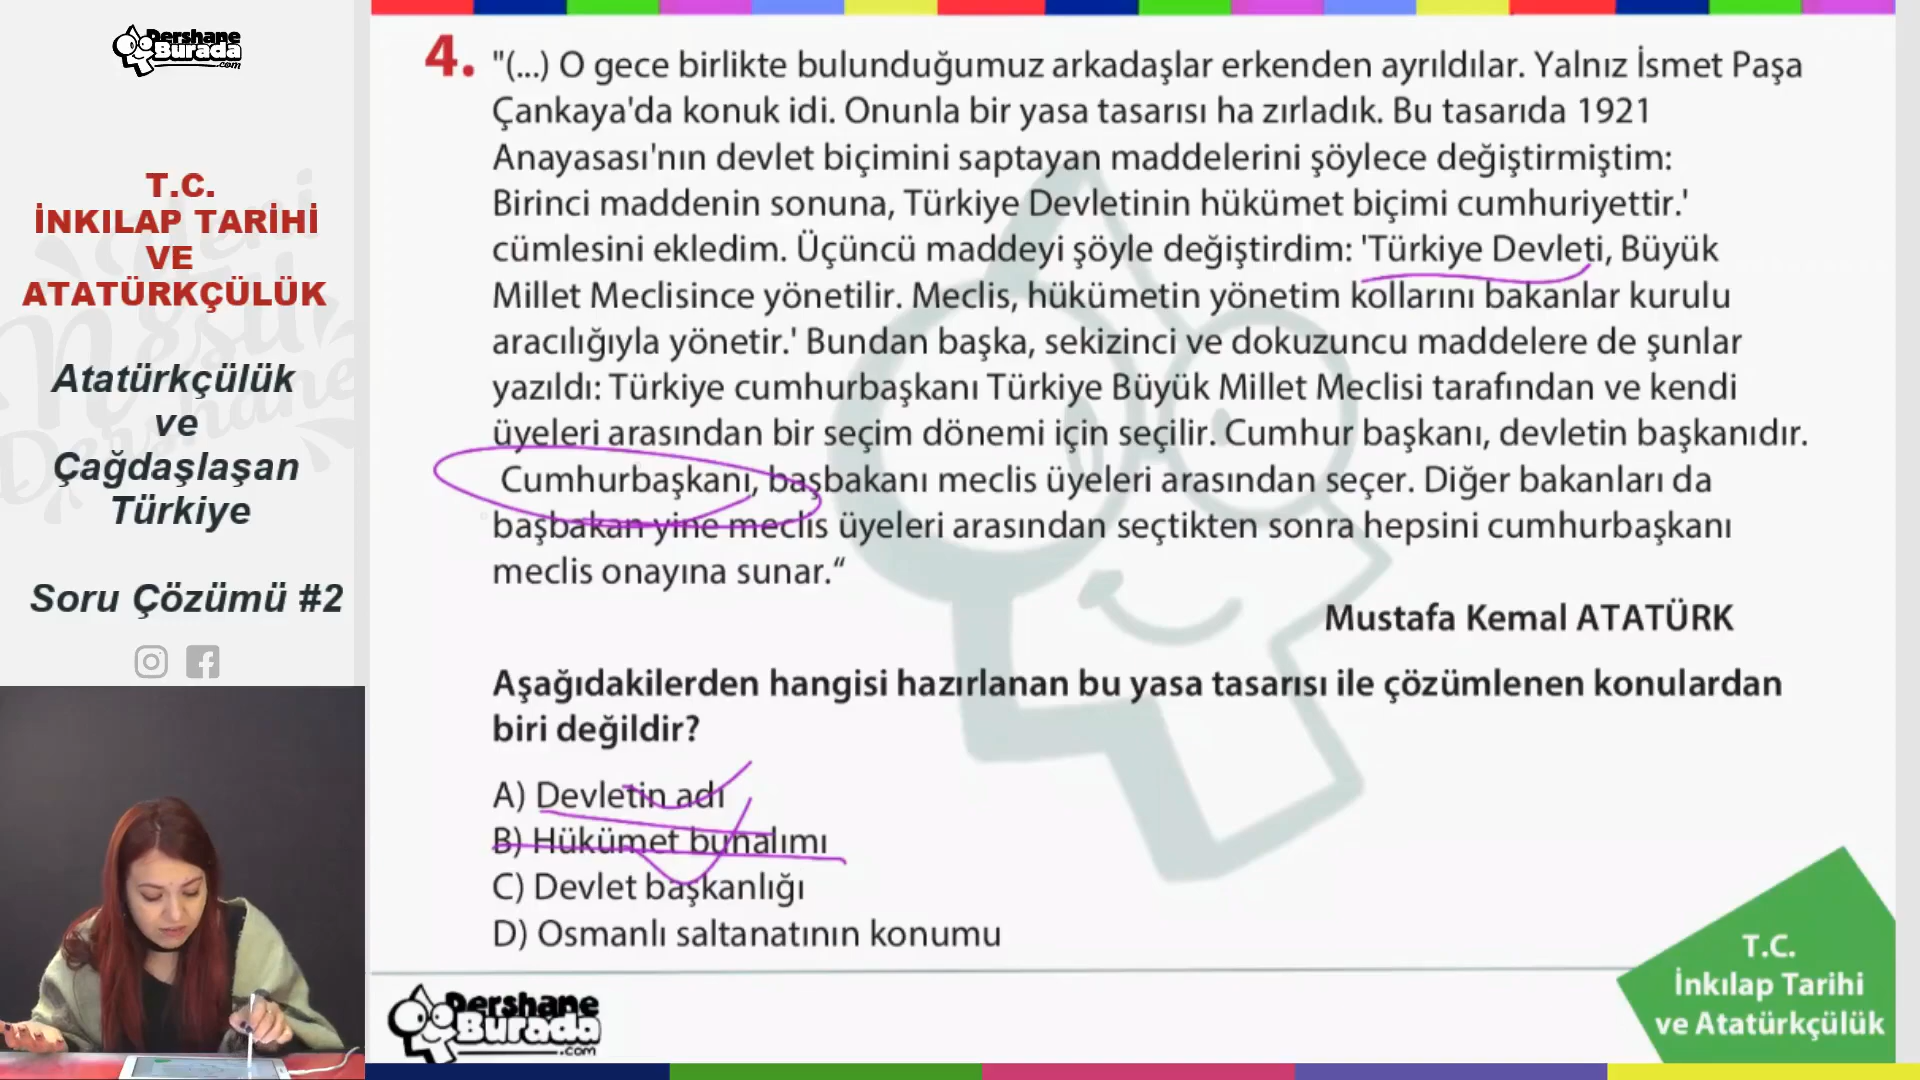 Dershane
Burada
.com
T.C.
İNKILAP TARİHİ
VE
ATATÜRKÇÜLÜK
Atatürkçülük
ve
Çağdaşlaşan
Türkiye
Soru Çözümü #2
4. "(...) O gece birlikte bulunduğumuz arkadaşlar erkenden ayrıldılar. Yalnız İsmet Paşa
Çankaya'da konuk idi. Onunla bir yasa tasarısı ha zırladık. Bu tasarıda 1921
Anayasası'nın devlet biçimini saptayan maddelerini şöylece değiştirmiştim:
Birinci maddenin sonuna, Türkiye Devletinin hükümet biçimi cumhuriyettir.'
cümlesini ekledim. Üçüncü maddeyi şöyle değiştirdim: 'Türkiye Devleti, Büyük
Millet Meclisince yönetilir. Meclis, hükümetin yönetim kollarını bakanlar kurulu
aracılığıyla yönetir.' Bundan başka, sekizinci ve dokuzuncu maddelere de şunlar
yazıldı: Türkiye cumhurbaşkanı Türkiye Büyük Millet Meclisi tarafından ve kendi
üyeleri arasından bir seçim dönemi için seçilir. Cumhur başkanı, devletin başkanıdır.
Cumhurbaşkanı, başbakanı meclis üyeleri arasından seçer. Diğer bakanları da
başbakan yine meclis üyeleri arasından seçtikten sonra hepsini cumhurbaşkanı
meclis onayına sunar.“
Mustafa Kemal ATATÜRK
Aşağıdakilerden hangisi hazırlanan bu yasa tasarısı ile çözümlenen konulardan
biri değildir?
A) Devletin adı
B) Hükümet bunalımı
C) Devlet başkanlığı
D) Osmanlı saltanatının konumu
Dershane
Burada
.com
T.C.
İnkılap Tarihi
ve Atatürkçülük